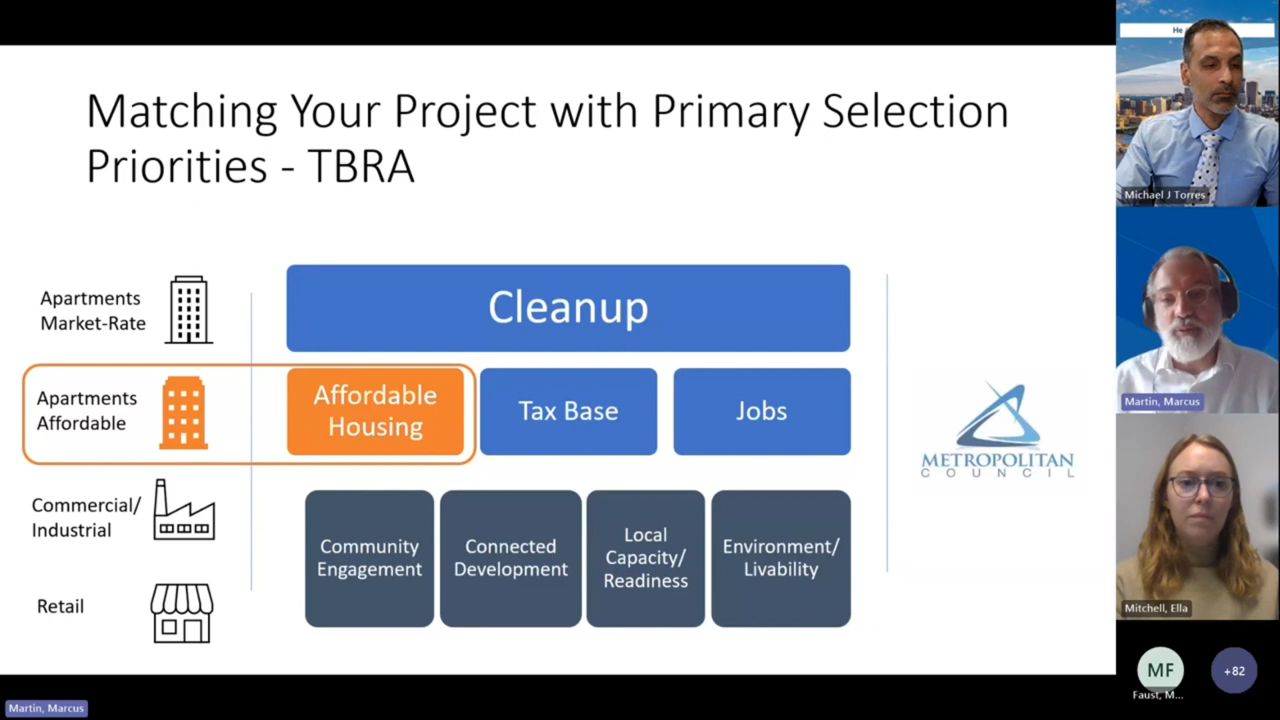 Matching Your Project with Primary Selection
Priorities - TBRA
Apartments
Market-Rate
Cleanup
Apartments
Affordable
Affordable
Housing
Tax Base
Jobs
Commercial/
Industrial
Community
Engagement
Connected
Development
Local
Capacity/
Readiness
Environment/
Livability
Retail
METROPOLITAN
COUNCIL
He
Michael J Torres
Martin, Marcus
Mitchell, Ella
MF
Faust, M...
+82
Martin, Marcus